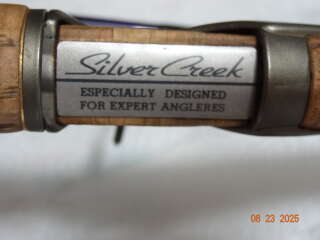 Silver Creek
ESPECIALLY DESIGNED
FOR EXPERT ANGLERES
08 23 2025